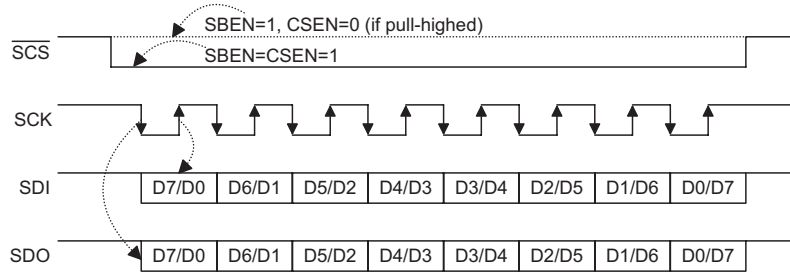 SBEN=1, CSEN=0 (if pull-highed)
SCS
SBEN=CSEN=1
SCK
SDI D7/D0 D6/D1 D5/D2 D4/D3 D3/D4 D2/D5 D1/D6 D0/D7
SDO D7/D0 D6/D1 D5/D2 D4/D3 D3/D4 D2/D5 D1/D6 D0/D7